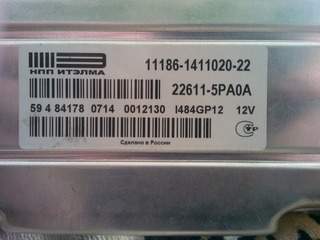 11186-1411020-22
НПП ИТЭЛМА
22611-5PA0A
59 4 84178 0714 0012130 I484GP12 12V
Сделано в России